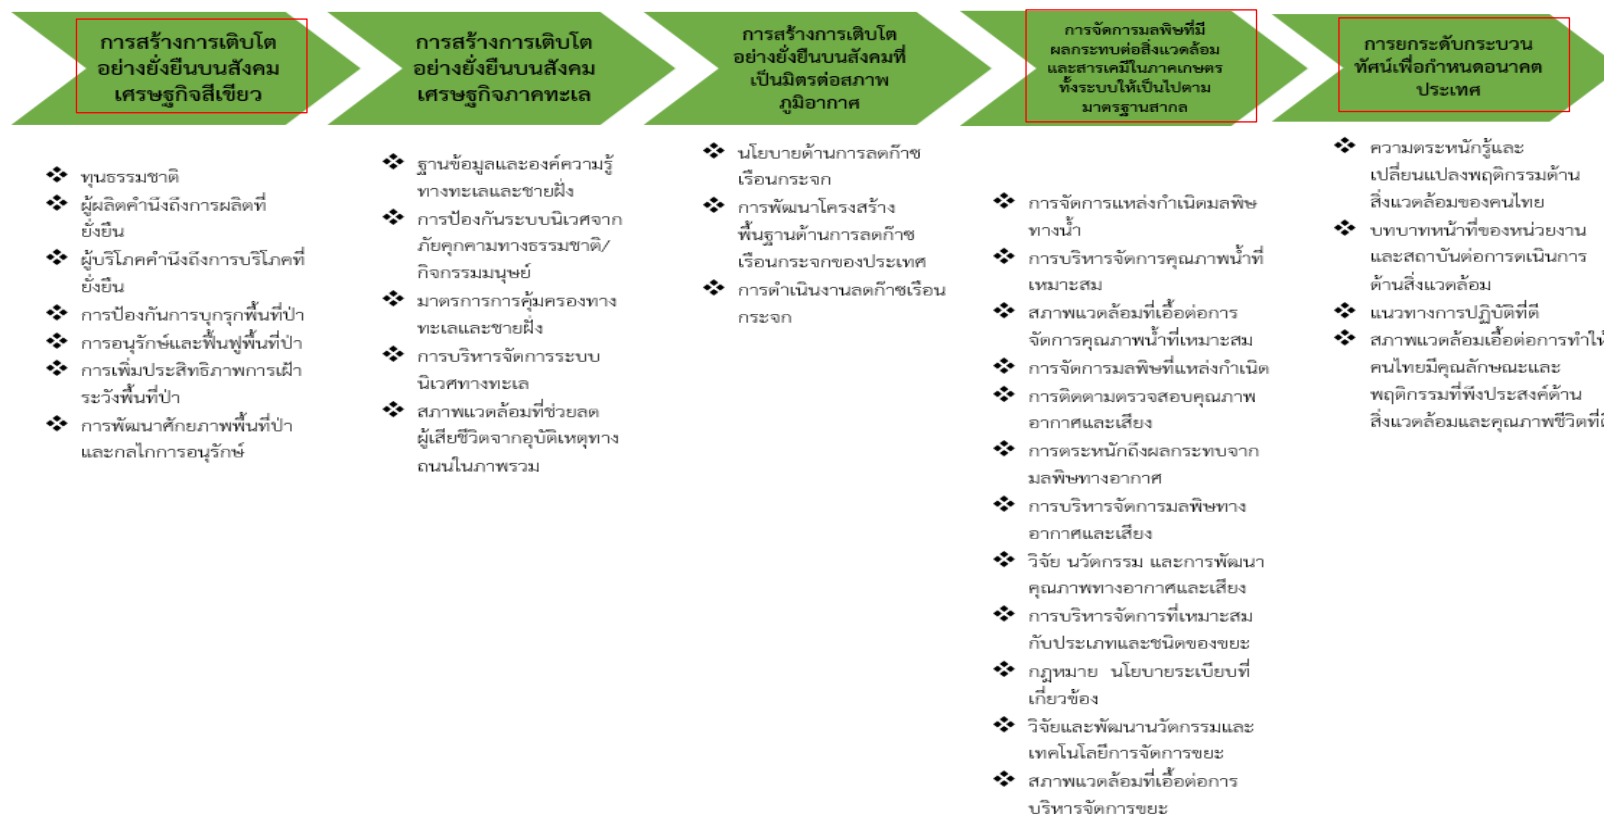 การสร้างการเติบโต
อย่างยั่งยืนบนสังคม
เศรษฐกิจสีเขียว
ทุนธรรมชาติ
ผู้ผลิตคำนึงถึงการผลิตที่
ยั่งยืน
ผู้บริโภคคำนึงถึงการบริโภคที่
ยั่งยืน
การป้องกันการบุกรุกพื้นที่ป่า
การอนุรักษ์และฟื้นฟูพื้นที่ป่า
การเพิ่มประสิทธิภาพการเฝ้า
ระวังพื้นที่ป่า
การพัฒนาศักยภาพพื้นที่ป่า
และกลไกการอนุรักษ์
การสร้างการเติบโต
อย่างยั่งยืนบนสังคม
เศรษฐกิจภาคทะเล
ฐานข้อมูลและองค์ความรู้
ทางทะเลและชายฝั่ง
การป้องกันระบบนิเวศจาก
ภัยคุกคามทางธรรมชาติ/
กิจกรรมมนุษย์
มาตรการการคุ้มครองทาง
ทะเลและชายฝั่ง
การบริหารจัดการระบบ
นิเวศทางทะเล
สภาพแวดล้อมที่ช่วยลด
ผู้เสียชีวิตจากอุบัติเหตุทาง
ถนนในภาพรวม
การสร้างการเติบโต
อย่างยั่งยืนบนสังคมที่
เป็นมิตรต่อสภาพ
ภูมิอากาศ
นโยบายด้านการลดก๊าซ
เรือนกระจก
การพัฒนาโครงสร้าง
พื้นฐานด้านการลดก๊าซ
เรือนกระจกของประเทศ
การดำเนินงานลดก๊าซเรือน
กระจก
การจัดการมลพิษที่มี
ผลกระทบต่อสิ่งแวดล้อม
และสารเคมีในภาคเกษตร
ทั้งระบบให้เป็นไปตาม
มาตรฐานสากล
การจัดการแหล่งกำเนิดมลพิษ
ทางน้ำ
การบริหารจัดการคุณภาพน้ำที่
เหมาะสม
สภาพแวดล้อมที่เอื้อต่อการ
จัดการคุณภาพน้ำที่เหมาะสม
การจัดการมลพิษที่แหล่งกำเนิด
การติดตามตรวจสอบคุณภาพ
อากาศและเสียง
การตระหนักถึงผลกระทบจาก
มลพิษทางอากาศ
การบริหารจัดการมลพิษทาง
อากาศและเสียง
วิจัย นวัตกรรม และการพัฒนา
คุณภาพทางอากาศและเสียง
การบริหารจัดการที่เหมาะสม
กับประเภทและชนิดของขยะ
กฎหมาย นโยบายระเบียบที่
เกี่ยวข้อง
วิจัยและพัฒนานวัตกรรมและ
เทคโนโลยีการจัดการขยะ
สภาพแวดล้อมที่เอื้อต่อการ
บริหารจัดการขยะ
การยกระดับกระบวน
ทัศน์เพื่อกำหนดอนาคต
ประเทศ
ความตระหนักรู้และ
เปลี่ยนแปลงพฤติกรรมด้าน
สิ่งแวดล้อมของคนไทย
บทบาทหน้าที่ของหน่วยงาน
และสถาบันต่อการดเนินการ
ด้านสิ่งแวดล้อม
แนวทางการปฏิบัติที่ดี
สภาพแวดล้อมเอื้อต่อการทำให้
คนไทยมีคุณลักษณะและ
พฤติกรรมที่พึงประสงค์ด้าน
สิ่งแวดล้อมและคุณภาพชีวิตที่